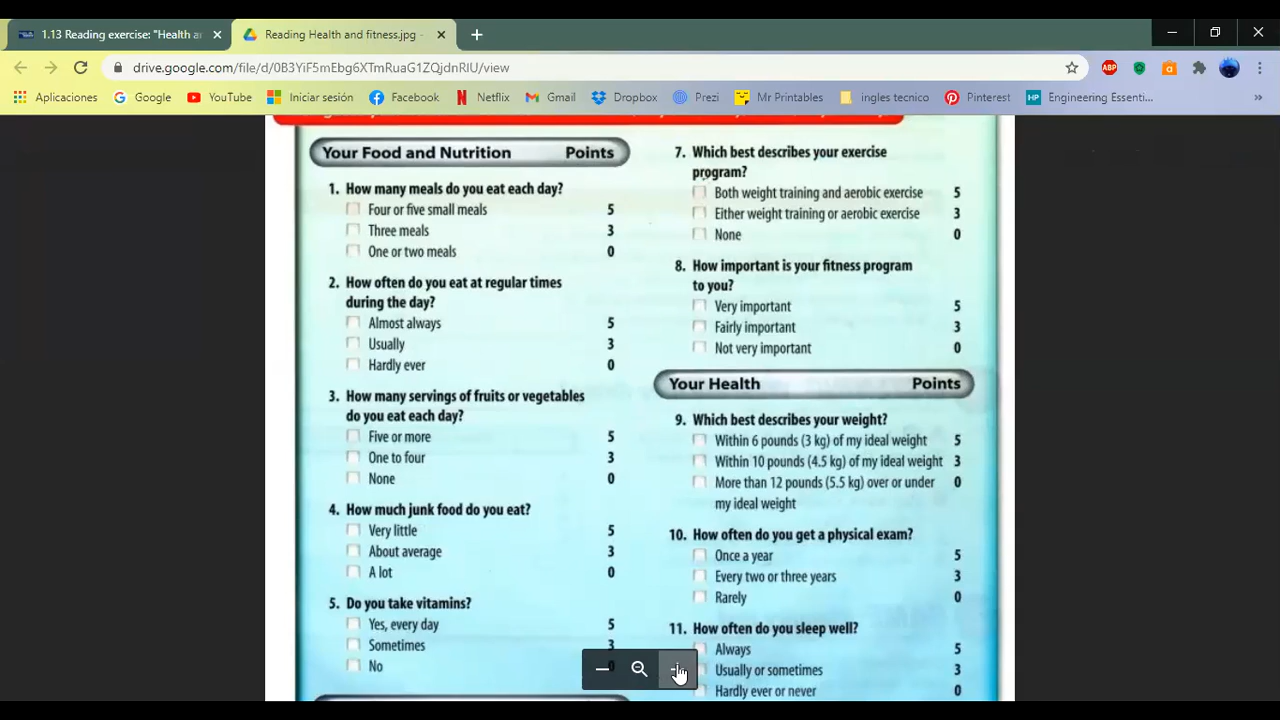 1.13 Reading exercise: "Health ar
Reading Health and fitness.jpg -
drive.google.com/file/d/0B3YiF5mEbg6XTmRuaG1ZQjdnRlU/view
ABP
Aplicaciones
Google
YouTube
Iniciar sesión
Facebook
Netflix
Gmail
Dropbox
Prezi
Mr Printables
ingles tecnico
Pinterest
HP
Engineering Essenti...
»
Your Food and Nutrition Points
1. How many meals do you eat each day?
Four or five small meals 5
Three meals 3
One or two meals 0
2. How often do you eat at regular times
during the day?
Almost always 5
Usually 3
Hardly ever 0
3. How many servings of fruits or vegetables
do you eat each day?
Five or more 5
One to four 3
None 0
4. How much junk food do you eat?
Very little 5
About average 3
A lot 0
5. Do you take vitamins?
Yes, every day 5
Sometimes 3
No
7. Which best describes your exercise
program?
Both weight training and aerobic exercise 5
Either weight training or aerobic exercise 3
None 0
8. How important is your fitness program
to you?
Very important 5
Fairly important 3
Not very important 0
Your Health Points
9. Which best describes your weight?
Within 6 pounds (3 kg) of my ideal weight 5
Within 10 pounds (4.5 kg) of my ideal weight 3
More than 12 pounds (5.5 kg) over or under 0
my ideal weight
10. How often do you get a physical exam?
Once a year 5
Every two or three years 3
Rarely 0
11. How often do you sleep well?
Always 5
Usually or sometimes 3
Hardly ever or never 0